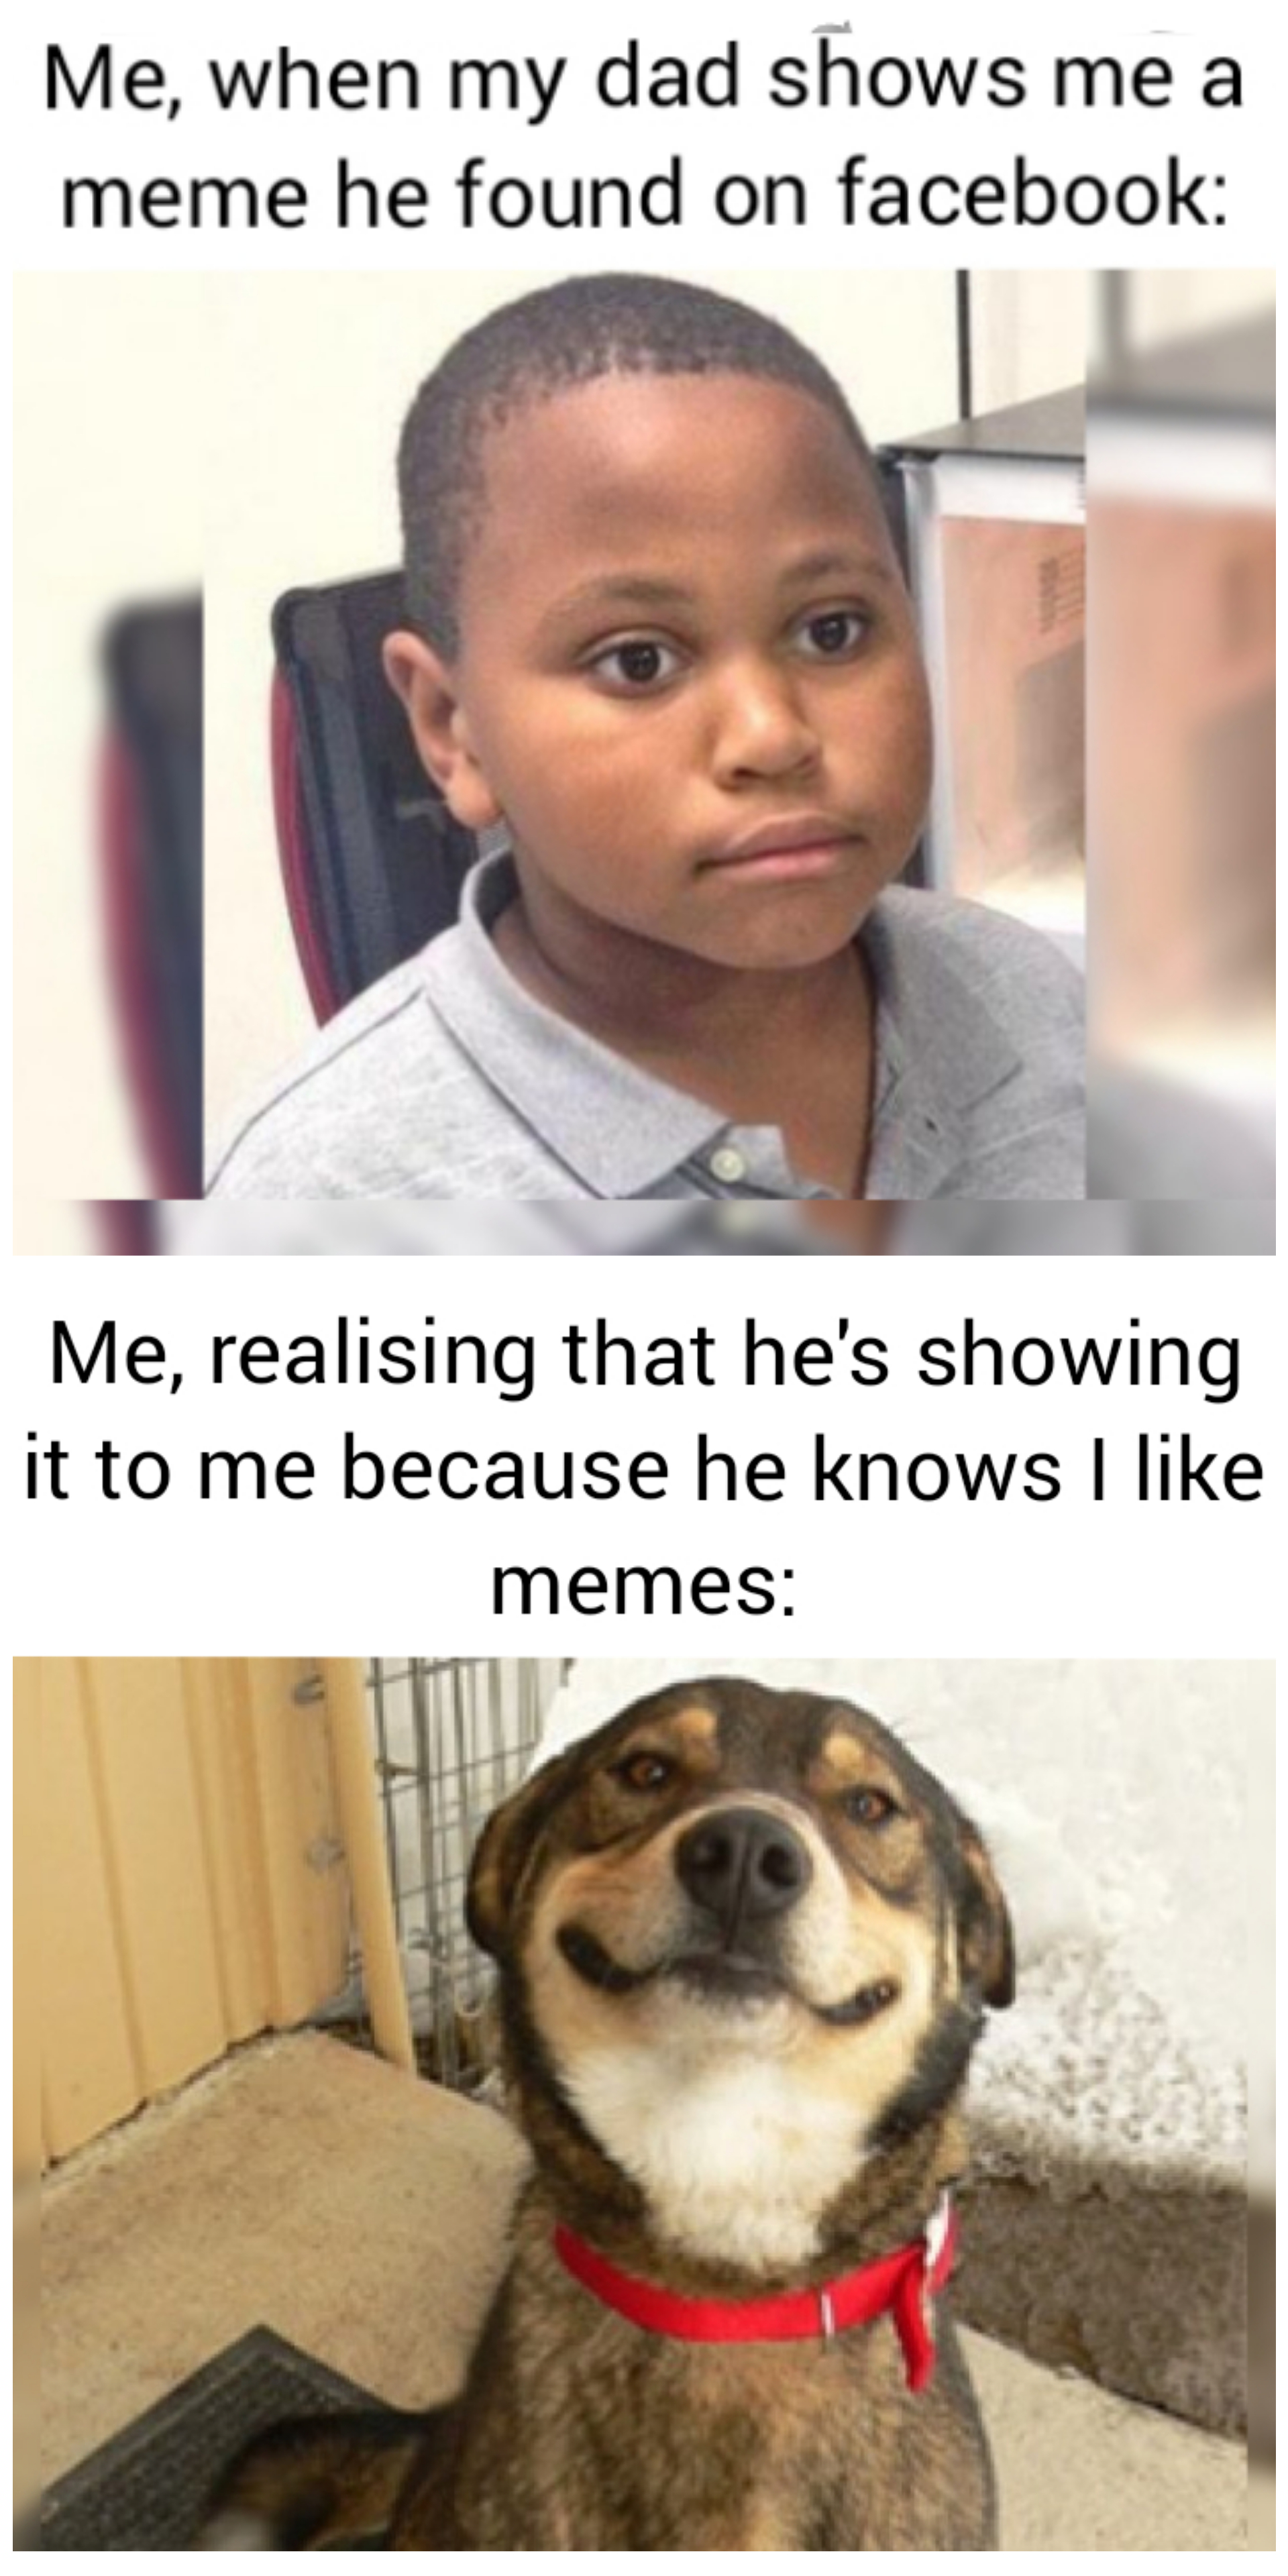 Me, when my dad shows me a
meme he found on facebook:
Me, realising that he's showing
it to me because he knows I like
memes: